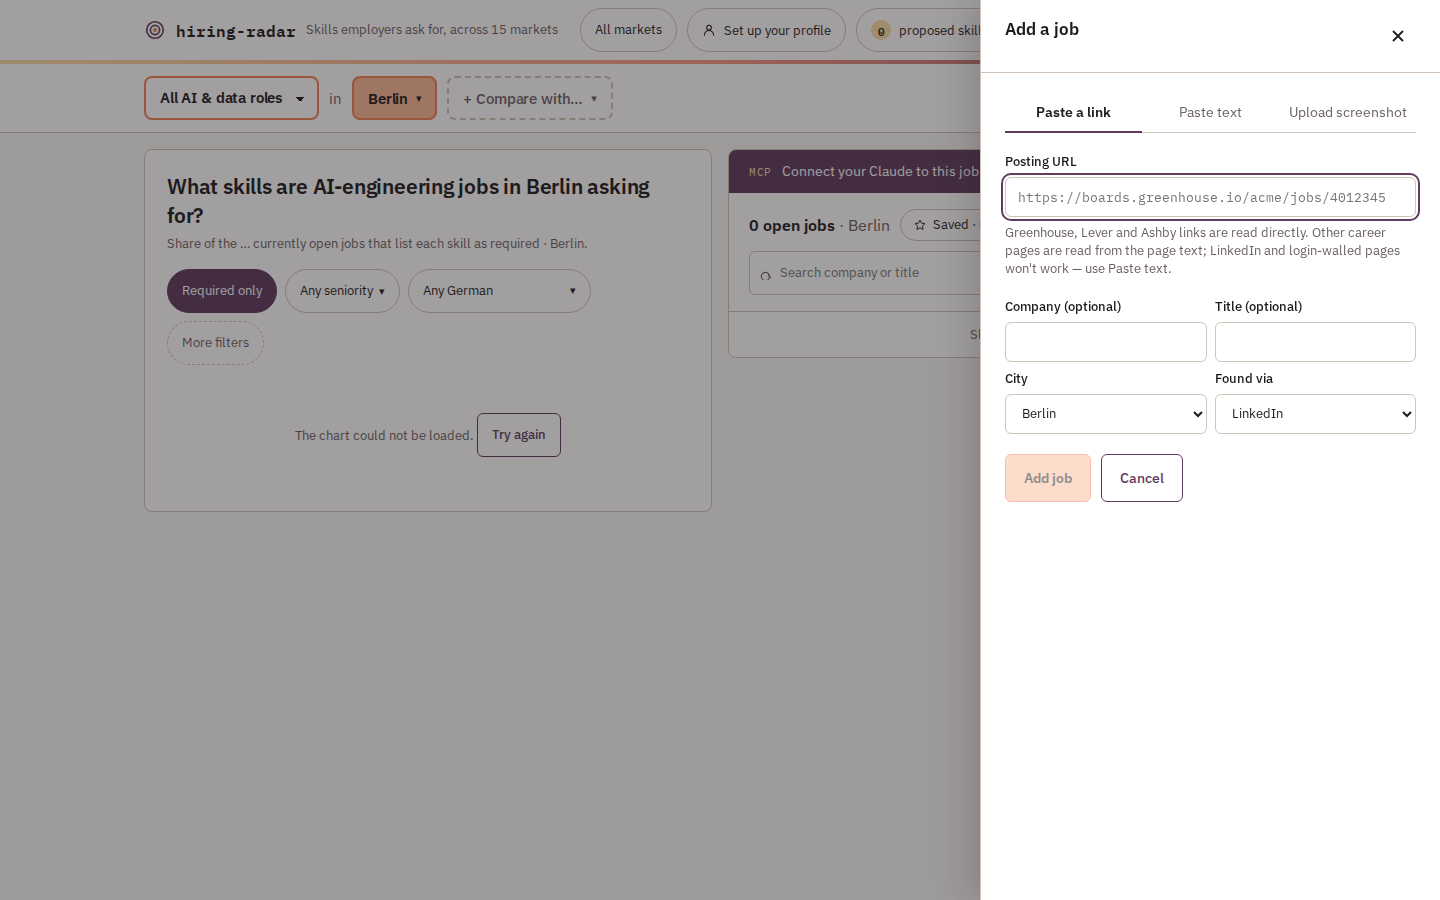 hiring-radar
Skills employers ask for, across 15 markets
All markets
Set up your profile
0 proposed
All AI & data roles
in
Berlin
+ Compare with...
What skills are AI-engineering jobs in Berlin asking
for?
Share of the ... currently open jobs that list each skill as required · Berlin.
Required only
Any seniority
Any German
More filters
The chart could not be loaded.
Try again
MCP Connect your Claude to this job
0 open jobs · Berlin
Saved ·
Search company or title
Add a job
Paste a link
Paste text
Upload screenshot
Posting URL
https://boards.greenhouse.io/acme/jobs/4012345
Greenhouse, Lever and Ashby links are read directly. Other career
pages are read from the page text; LinkedIn and login-walled pages
won't work — use Paste text.
Company (optional)
Title (optional)
City
Found via
Berlin
LinkedIn
Add job
Cancel